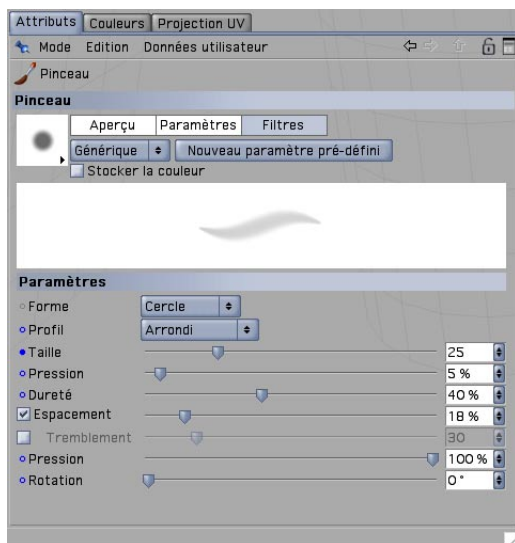 Attributs Couleurs Projection UV
Mode Edition Données utilisateur
Pinceau
Pinceau
Aperçu Paramètres Filtres
Générique Nouveau paramètre pré-défini
Stocker la couleur
Paramètres
Forme Cercle
Profil Arrondi
Taille 25
Pression 5 %
Dureté 40 %
Espacement 18 %
Tremblement 30
Pression 100 %
Rotation 0 °